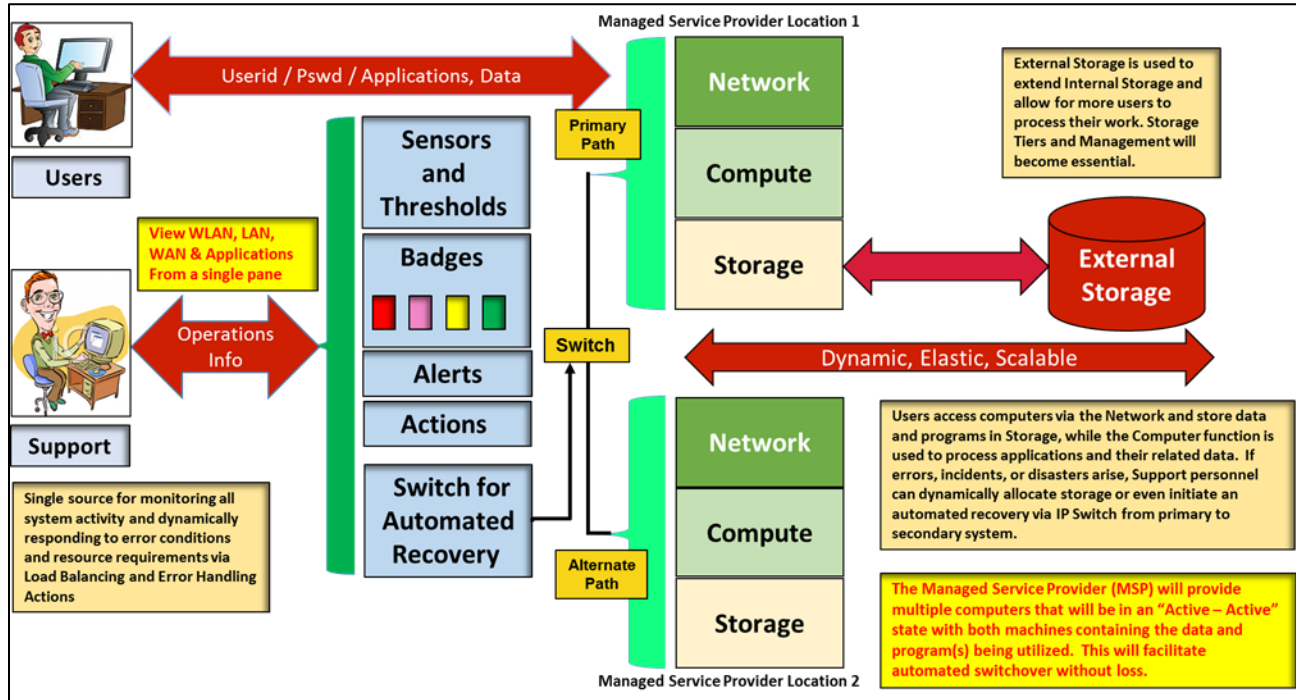 Managed Service Provider Location 1
Userid / Pswd / Applications, Data
Users
View WLAN, LAN,
WAN & Applications
From a single pane
Operations
Info
Support
Single source for monitoring all
system activity and dynamically
responding to error conditions
and resource requirements via
Load Balancing and Error Handling
Actions
Sensors
and
Thresholds
Badges
Alerts
Actions
Switch for
Automated
Recovery
Primary
Path
Switch
Alternate
Path
Network
Compute
Storage
External Storage is used to
extend Internal Storage and
allow for more users to
process their work. Storage
Tiers and Management will
become essential.
External
Storage
Dynamic, Elastic, Scalable
Network
Compute
Storage
Managed Service Provider Location 2
Users access computers via the Network and store data
and programs in Storage, while the Computer function is
used to process applications and their related data. If
errors, incidents, or disasters arise, Support personnel
can dynamically allocate storage or even initiate an
automated recovery via IP Switch from primary to
secondary system.
The Managed Service Provider (MSP) will provide
multiple computers that will be in an “Active – Active”
state with both machines containing the data and
program(s) being utilized. This will facilitate
automated switchover without loss.